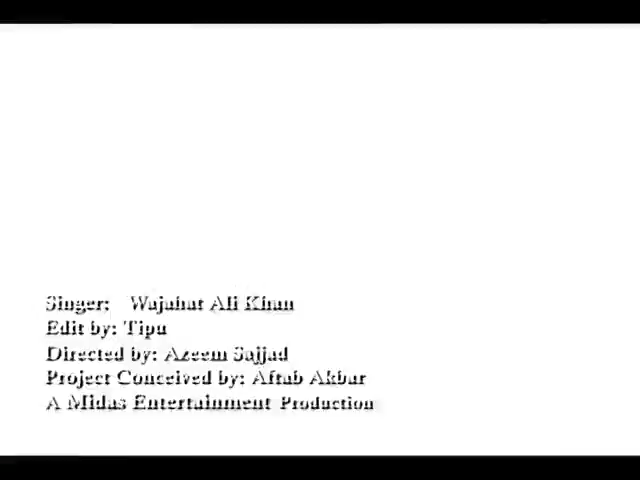 Singer: Wajahat Ali Khan
Edit by: Tipu
Directed by: Azeem Sajjad
Project Conceived by: Aftab Akbar
A Midas Entertainment Production